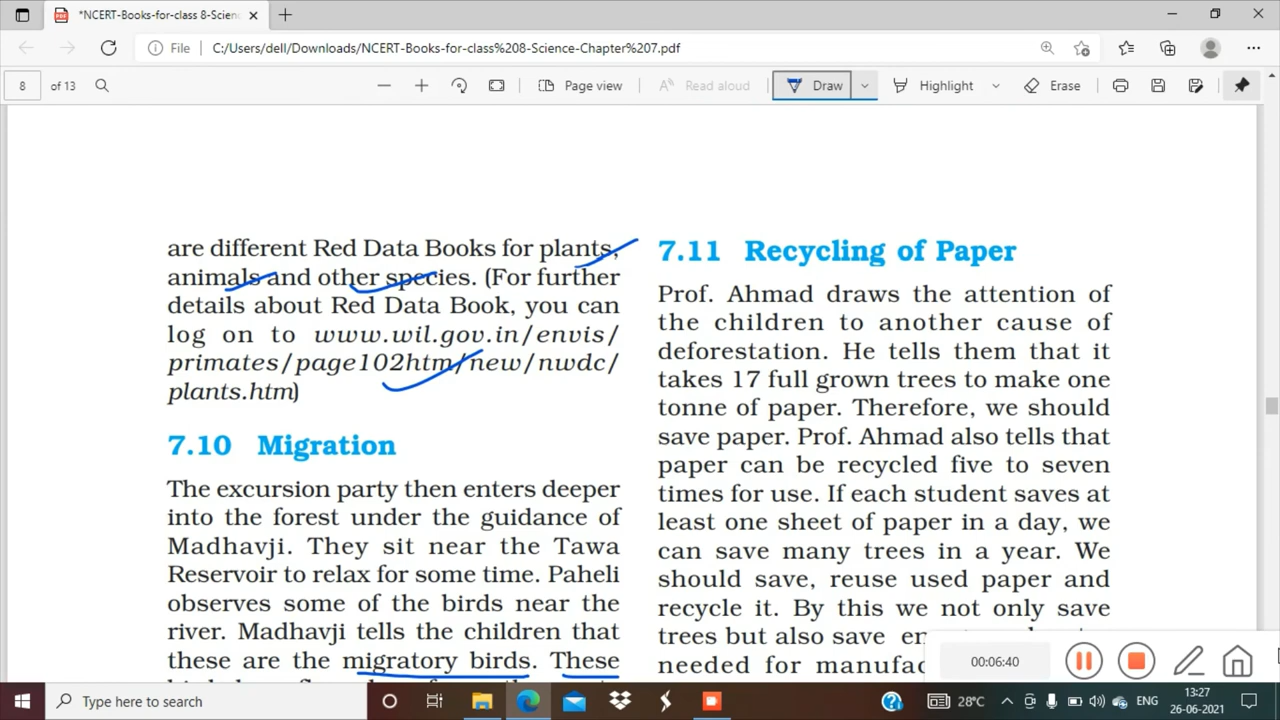 *NCERT-Books-for-class 8-Scien
File C:/Users/dell/Downloads/NCERT-Books-for-class%208-Science-Chapter%207.pdf
8 of 13 Page view Read aloud Draw Highlight Erase
are different Red Data Books for plants,
animals and other species. (For further
details about Red Data Book, you can
log on to www.wil.gov.in/envis/
primates/page102htm/new/nwdc/
plants.htm)
7.10 Migration
The excursion party then enters deeper
into the forest under the guidance of
Madhavji. They sit near the Tawa
Reservoir to relax for some time. Paheli
observes some of the birds near the
river. Madhavji tells the children that
these are the migratory birds. These
7.11 Recycling of Paper
Prof. Ahmad draws the attention of
the children to another cause of
deforestation. He tells them that it
takes 17 full grown trees to make one
tonne of paper. Therefore, we should
save paper. Prof. Ahmad also tells that
paper can be recycled five to seven
times for use. If each student saves at
least one sheet of paper in a day, we
can save many trees in a year. We
should save, reuse used paper and
recycle it. By this we not only save
trees but also save
needed for
00:06:40
Type here to search
28°C ENG 13:27
26-06-2021